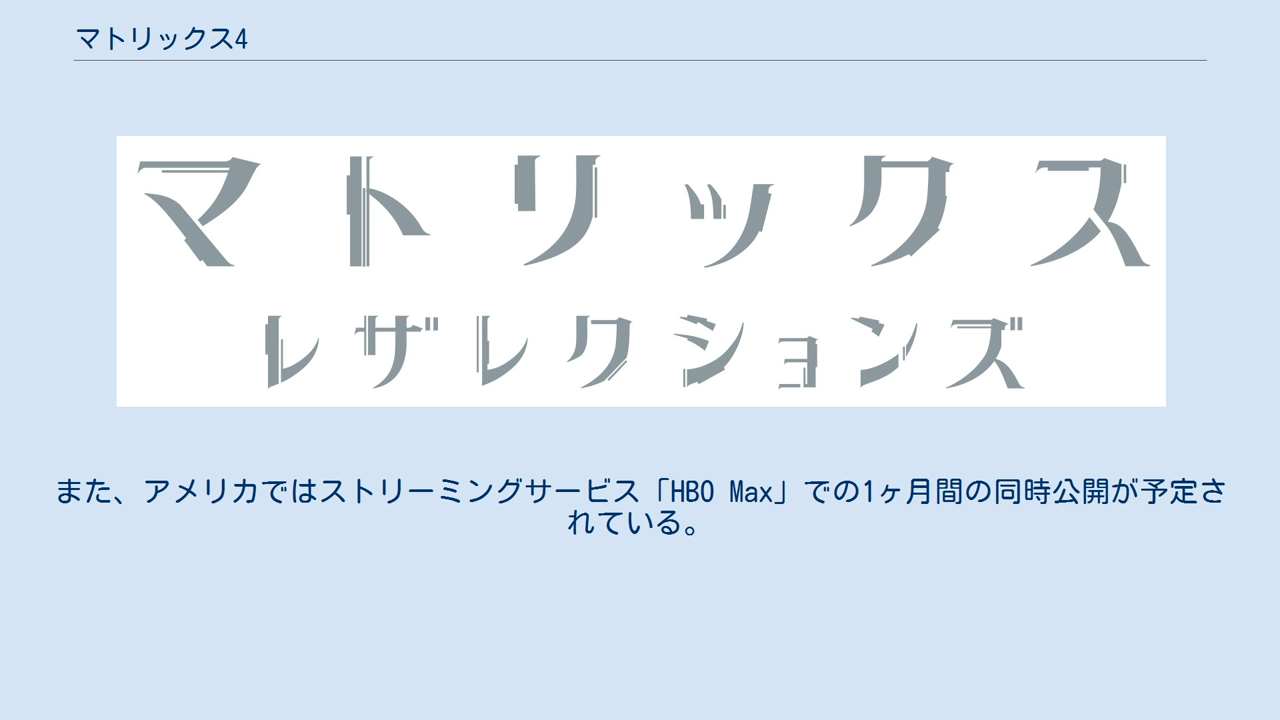 マトリックス4
マトリックス
レザレクションズ
また、アメリカではストリーミングサービス「HBO Max」での1ヶ月間の同時公開が予定さ
れている。